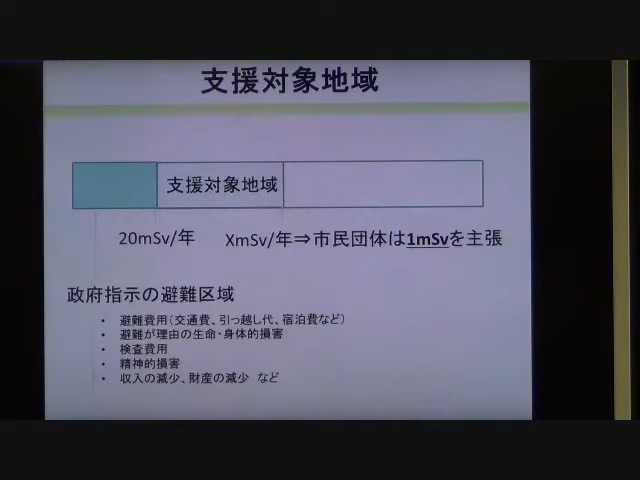 支援対象地域
支援対象地域
20mSv/年 XmSv/年⇒市民団体は1mSvを主張
政府指示の避難区域
• 避難費用(交通費、引っ越し代、宿泊費など)
• 避難が理由の生命・身体的損害
• 検査費用
• 精神的損害
• 収入の減少、財産の減少 など